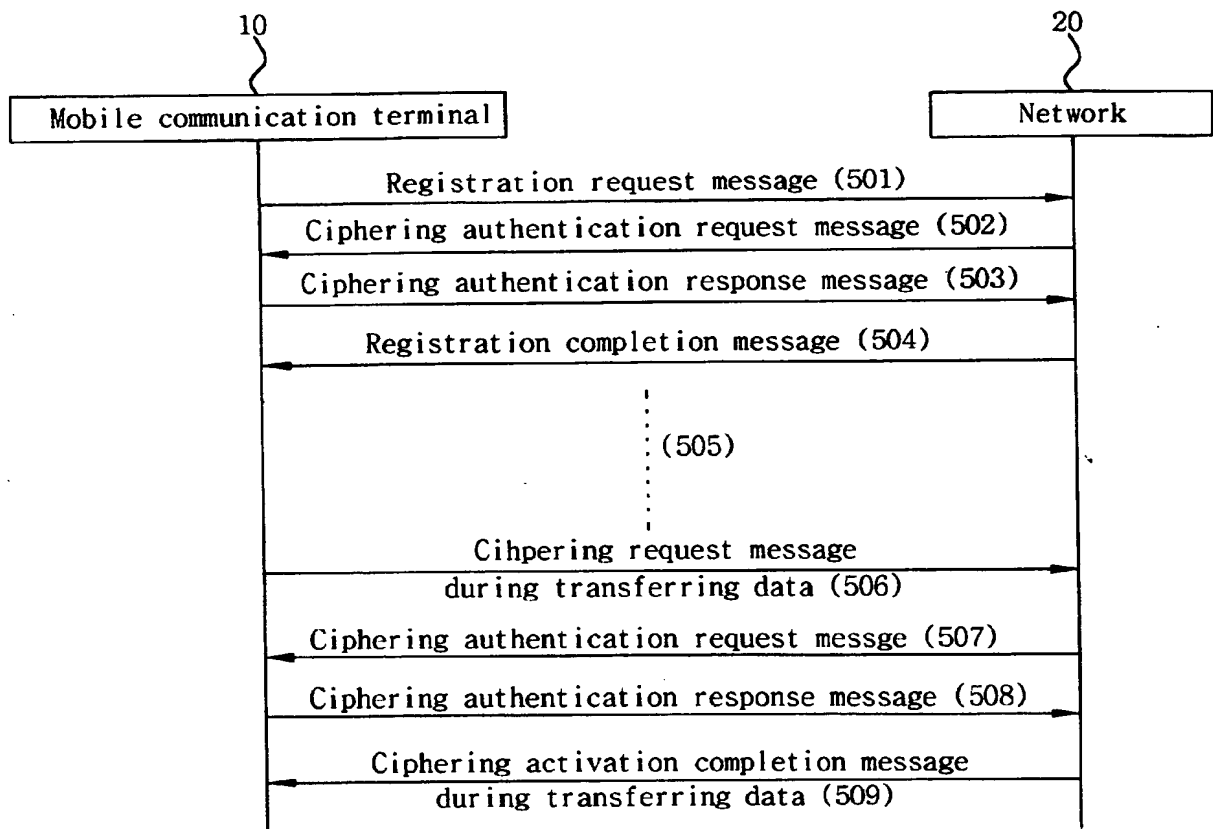 10
20
Mobile communication terminal
Network
Registration request message (501)
Ciphering authentication request message (502)
Ciphering authentication response message (503)
Registration completion message (504)
(505)
Cihpering request message
during transferring data (506)
Ciphering authentication request messge (507)
Ciphering authentication response message (508)
Ciphering activation completion message
during transferring data (509)